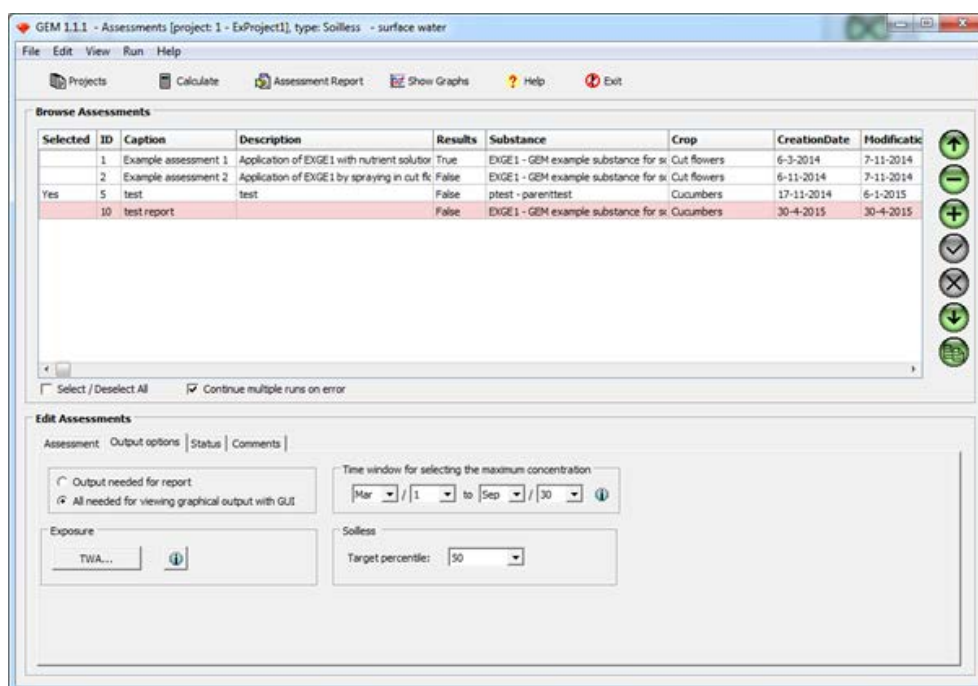 GEM 1.1.1 - Assessments [project: 1 - ExProject1], type: Soilless - surface water
File Edit View Run Help
Projects Calculate Assessment Report Show Graphs Help Exit
Browse Assessments
Selected ID Caption Description Results Substance Crop CreationDate Modificatic
1 Example assessment 1 Application of EXGE1 with nutrient solutior True EXGE1 - GEM example substance for sc Cut flowers 6-3-2014 7-11-2014
2 Example assessment 2 Application of EXGE1 by spraying in cut flc False EXGE1 - GEM example substance for sc Cut flowers 6-11-2014 7-11-2014
Yes 5 test test False ptest - parenttest Cucumbers 17-11-2014 6-1-2015
10 test report False EXGE1 - GEM example substance for sc Cucumbers 30-4-2015 30-4-2015
Select / Deselect All Continue multiple runs on error
Edit Assessments
Assessment Output options Status Comments
Output needed for report
All needed for viewing graphical output with GUI
Time window for selecting the maximum concentration
Mar / 1 to Sep / 30
Exposure
TWA...
Soilless
Target percentile: 50